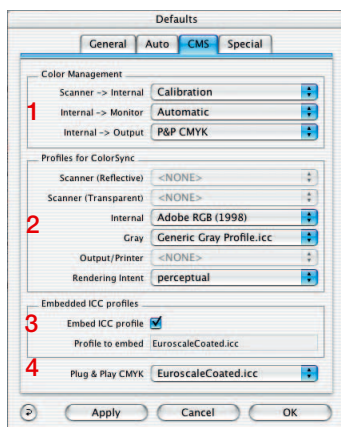 Defaults
General Auto CMS Special
Color Management
Scanner -> Internal Calibration
1 Internal -> Monitor Automatic
Internal -> Output P&P CMYK
Profiles for ColorSync
Scanner (Reflective) <NONE>
Scanner (Transparent) <NONE>
2 Internal Adobe RGB (1998)
Gray Generic Gray Profile.icc
Output/Printer <NONE>
Rendering Intent perceptual
Embedded ICC profiles
3 Embed ICC profile
Profile to embed EuroscaleCoated.icc
4 Plug & Play CMYK EuroscaleCoated.icc
? Apply Cancel OK